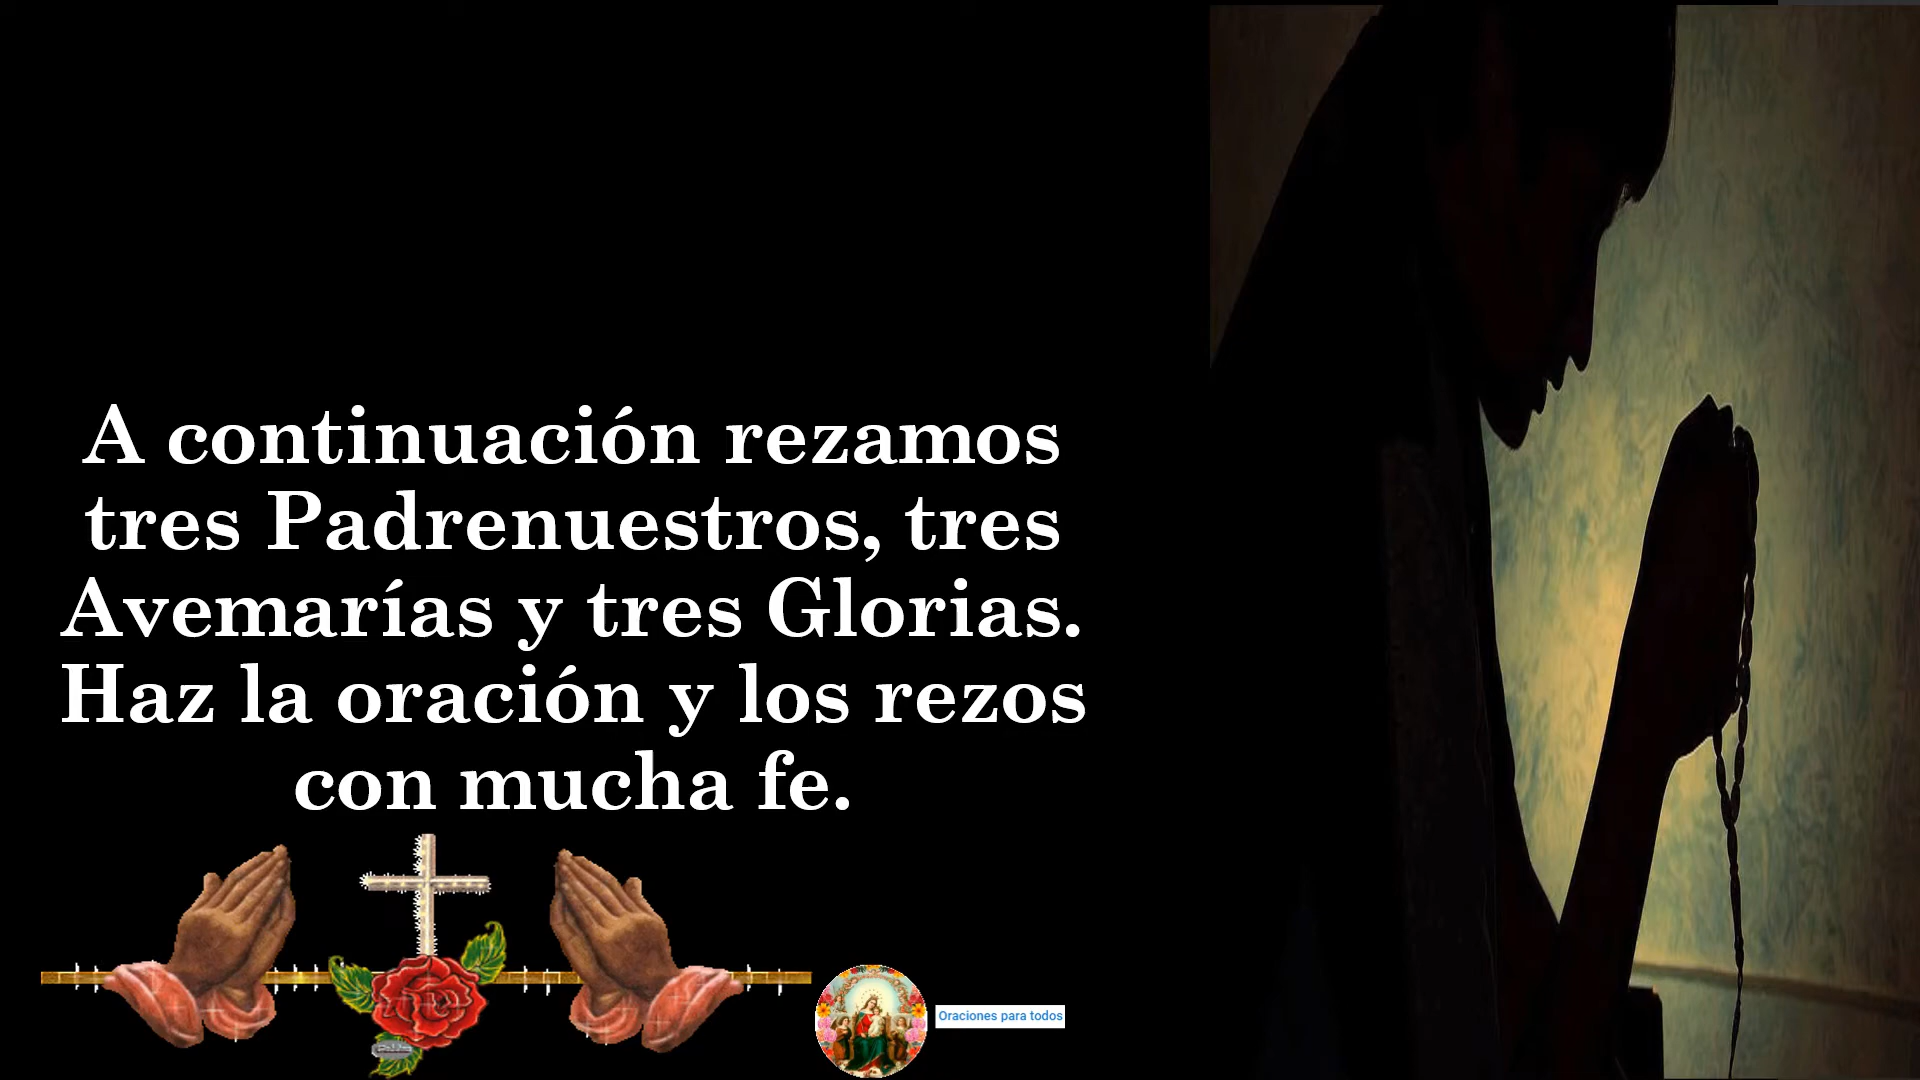 A continuación rezamos
tres Padrenuestros, tres
Avemarías y tres Glorias.
Haz la oración y los rezos
con mucha fe.
Oraciones para todos